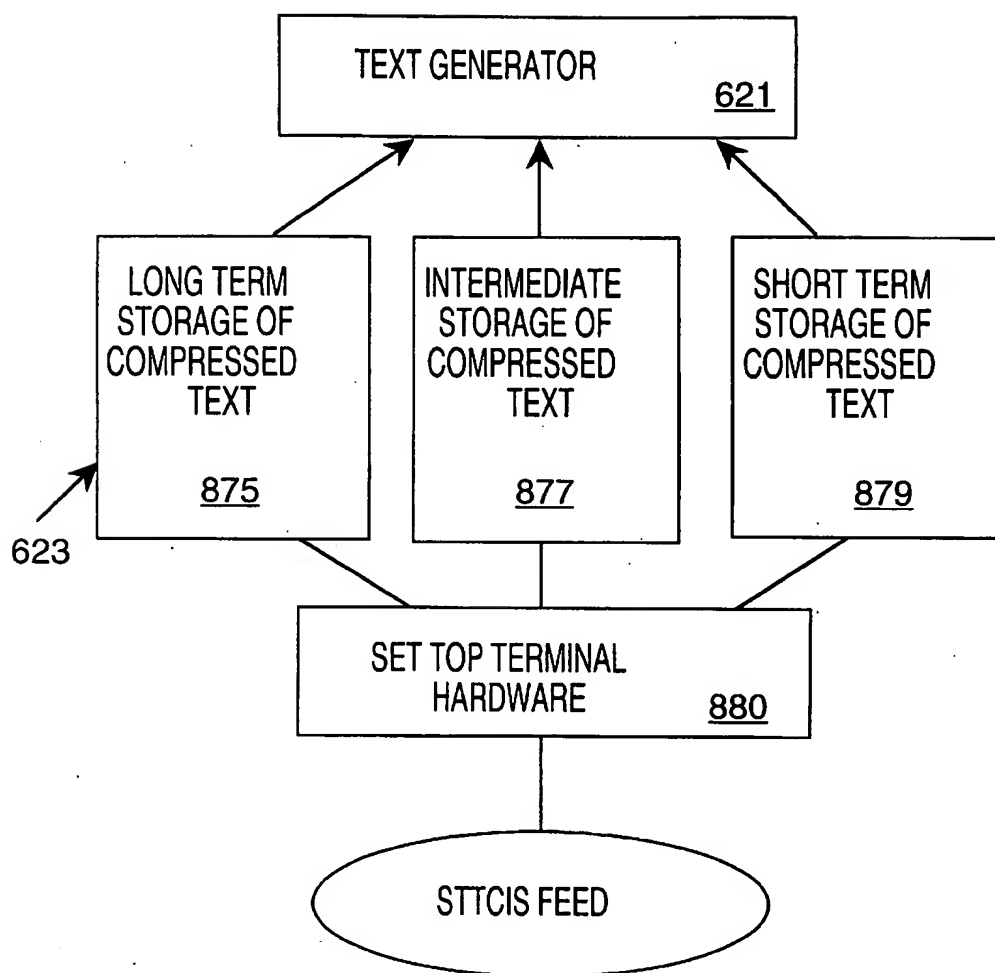 TEXT GENERATOR
621
LONG TERM
STORAGE OF
COMPRESSED
TEXT
875
INTERMEDIATE
STORAGE OF
COMPRESSED
TEXT
877
SHORT TERM
STORAGE OF
COMPRESSED
TEXT
879
623
SET TOP TERMINAL
HARDWARE
880
STTCIS FEED